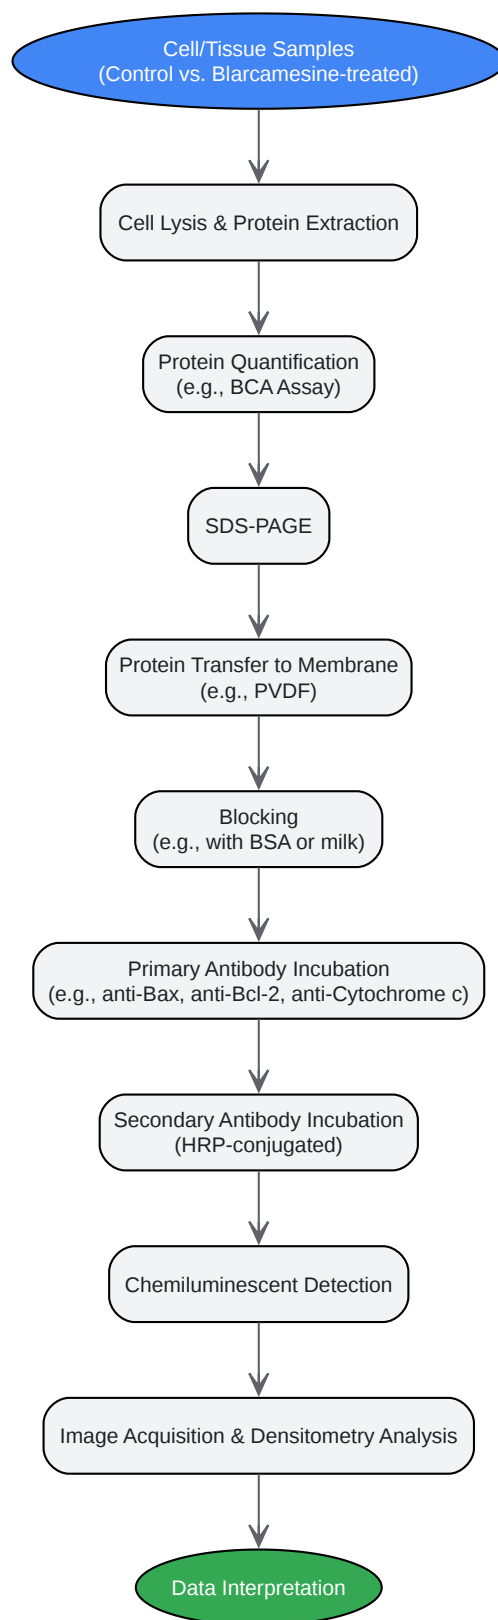 Cell/Tissue Samples
(Control vs. Blarcamesine-treated)
Cell Lysis & Protein Extraction
Protein Quantification
(e.g., BCA Assay)
SDS-PAGE
Protein Transfer to Membrane
(e.g., PVDF)
Blocking
(e.g., with BSA or milk)
Primary Antibody Incubation
(e.g., anti-Bax, anti-Bcl-2, anti-Cytochrome c)
Secondary Antibody Incubation
(HRP-conjugated)
Chemiluminescent Detection
Image Acquisition & Densitometry Analysis
Data Interpretation